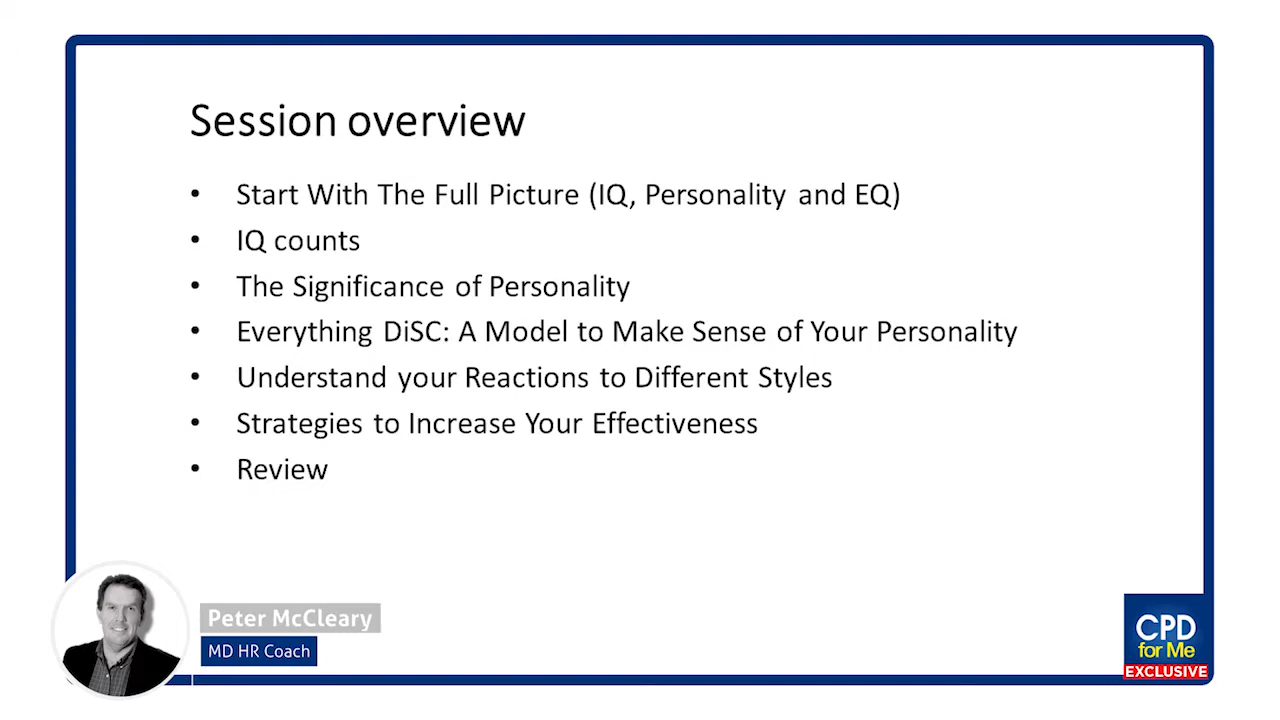 Session overview
• Start With The Full Picture (IQ, Personality and EQ)
• IQ counts
• The Significance of Personality
• Everything DiSC: A Model to Make Sense of Your Personality
• Understand your Reactions to Different Styles
• Strategies to Increase Your Effectiveness
• Review
Peter McCleary
MD HR Coach
CPD
for Me
EXCLUSIVE